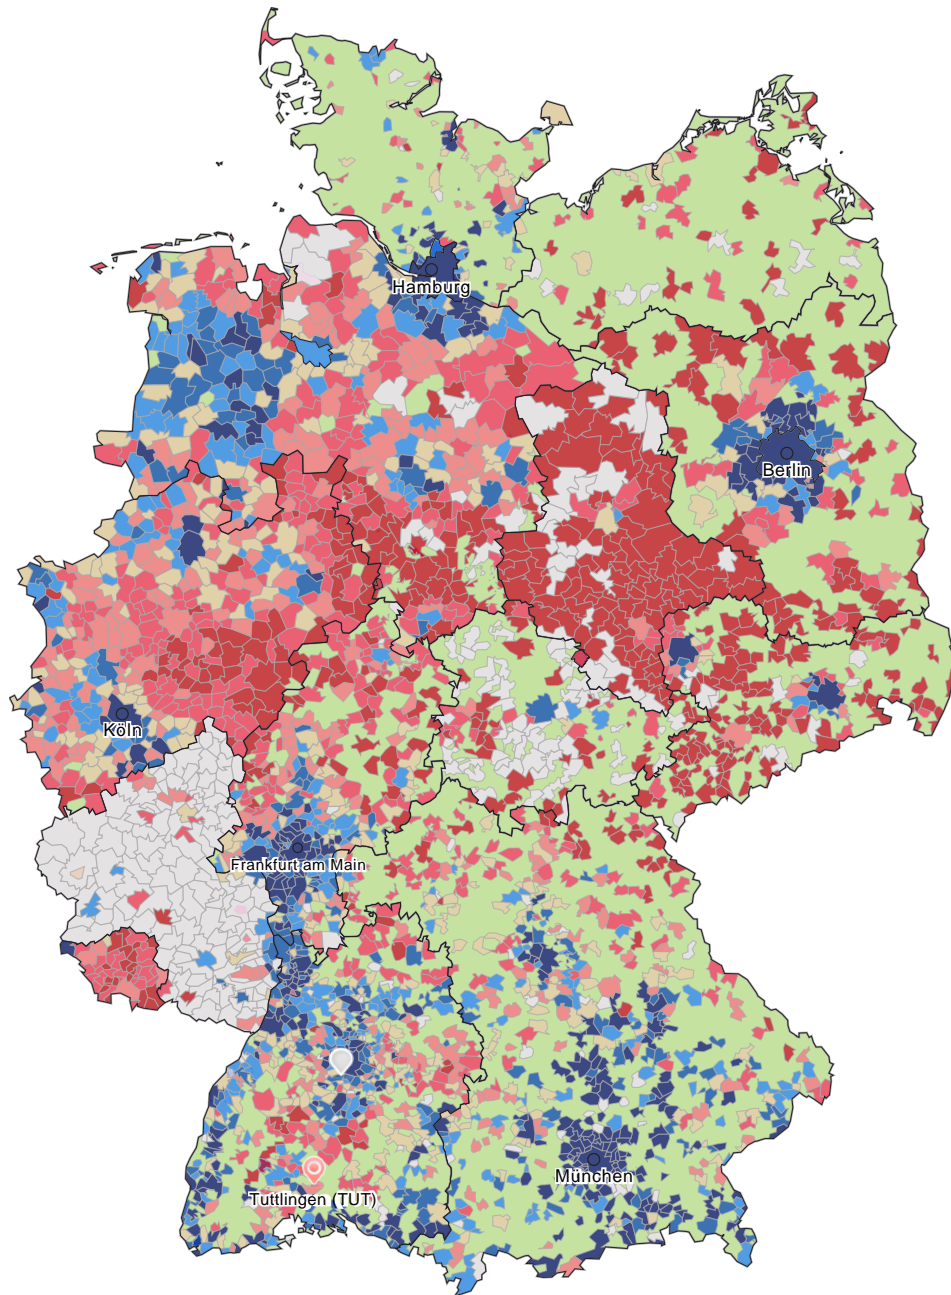 Hamburg
Berlin
Köln
Frankfurt am Main
München
Tuttlingen (TUT)